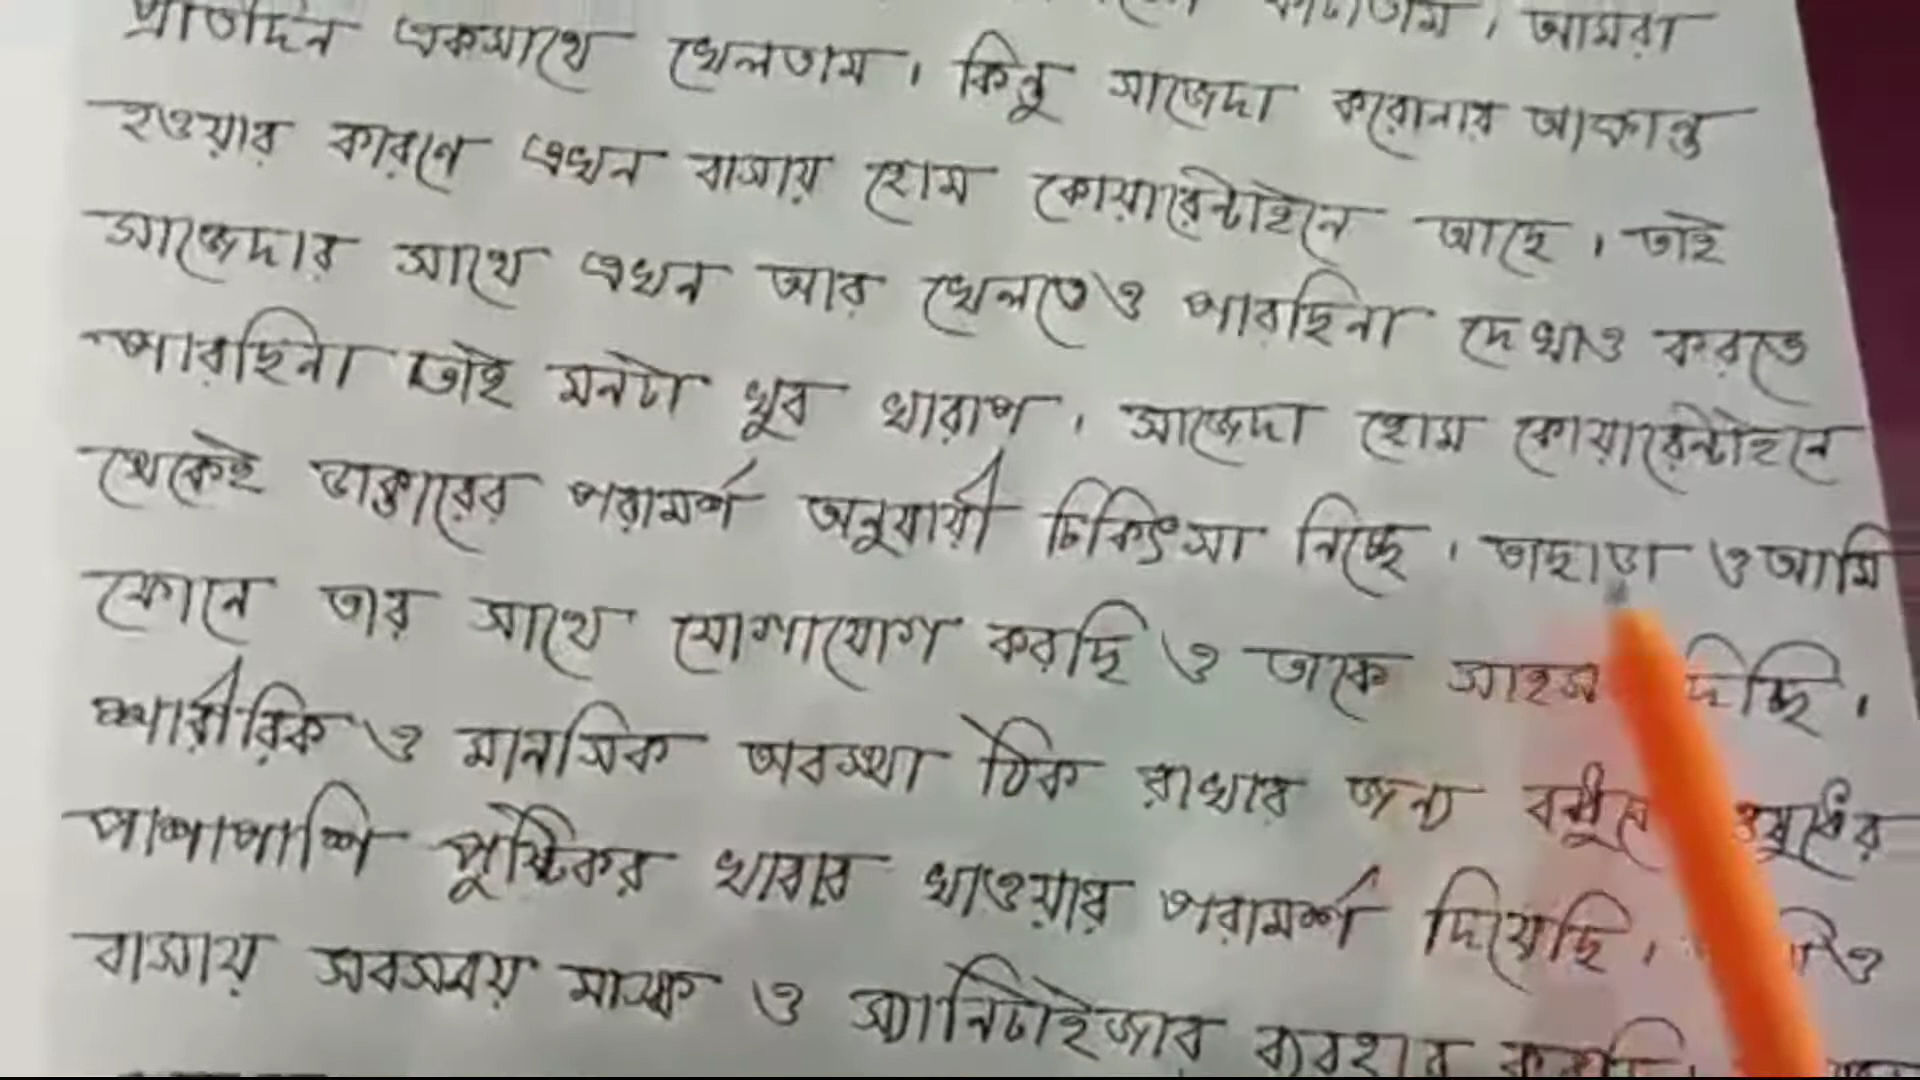 আমরা
প্রতিদিন একসাথে খেলতাম। কিন্তু সাজেদা করোনায় আক্রান্ত
হওয়ার কারণে এখন বাসায় হোম কোয়ারেন্টাইনে আছে। তাই
সাজেদার সাথে এখন আর খেলতেও পারছিনা দেখাও করতে
পারছিনা তাই মনটা খুব খারাপ। সাজেদা হোম কোয়ারেন্টাইনে
থেকেই ডাক্তারের পরামর্শ অনুযায়ী চিকিৎসা নিচ্ছে। তাছাড়া ও আমি
ফোনে তার সাথে যোগাযোগ করছি ও তাকে সাহস দিচ্ছি।
শারীরিক ও মানসিক অবস্থা ঠিক রাখার জন্য
পাশাপাশি পুষ্টিকর খাবার খাওয়ার পরামর্শ দিয়েছি।
বাসায় সবসময় মাস্ক ও স্যানিটাইজার ব্যবহার